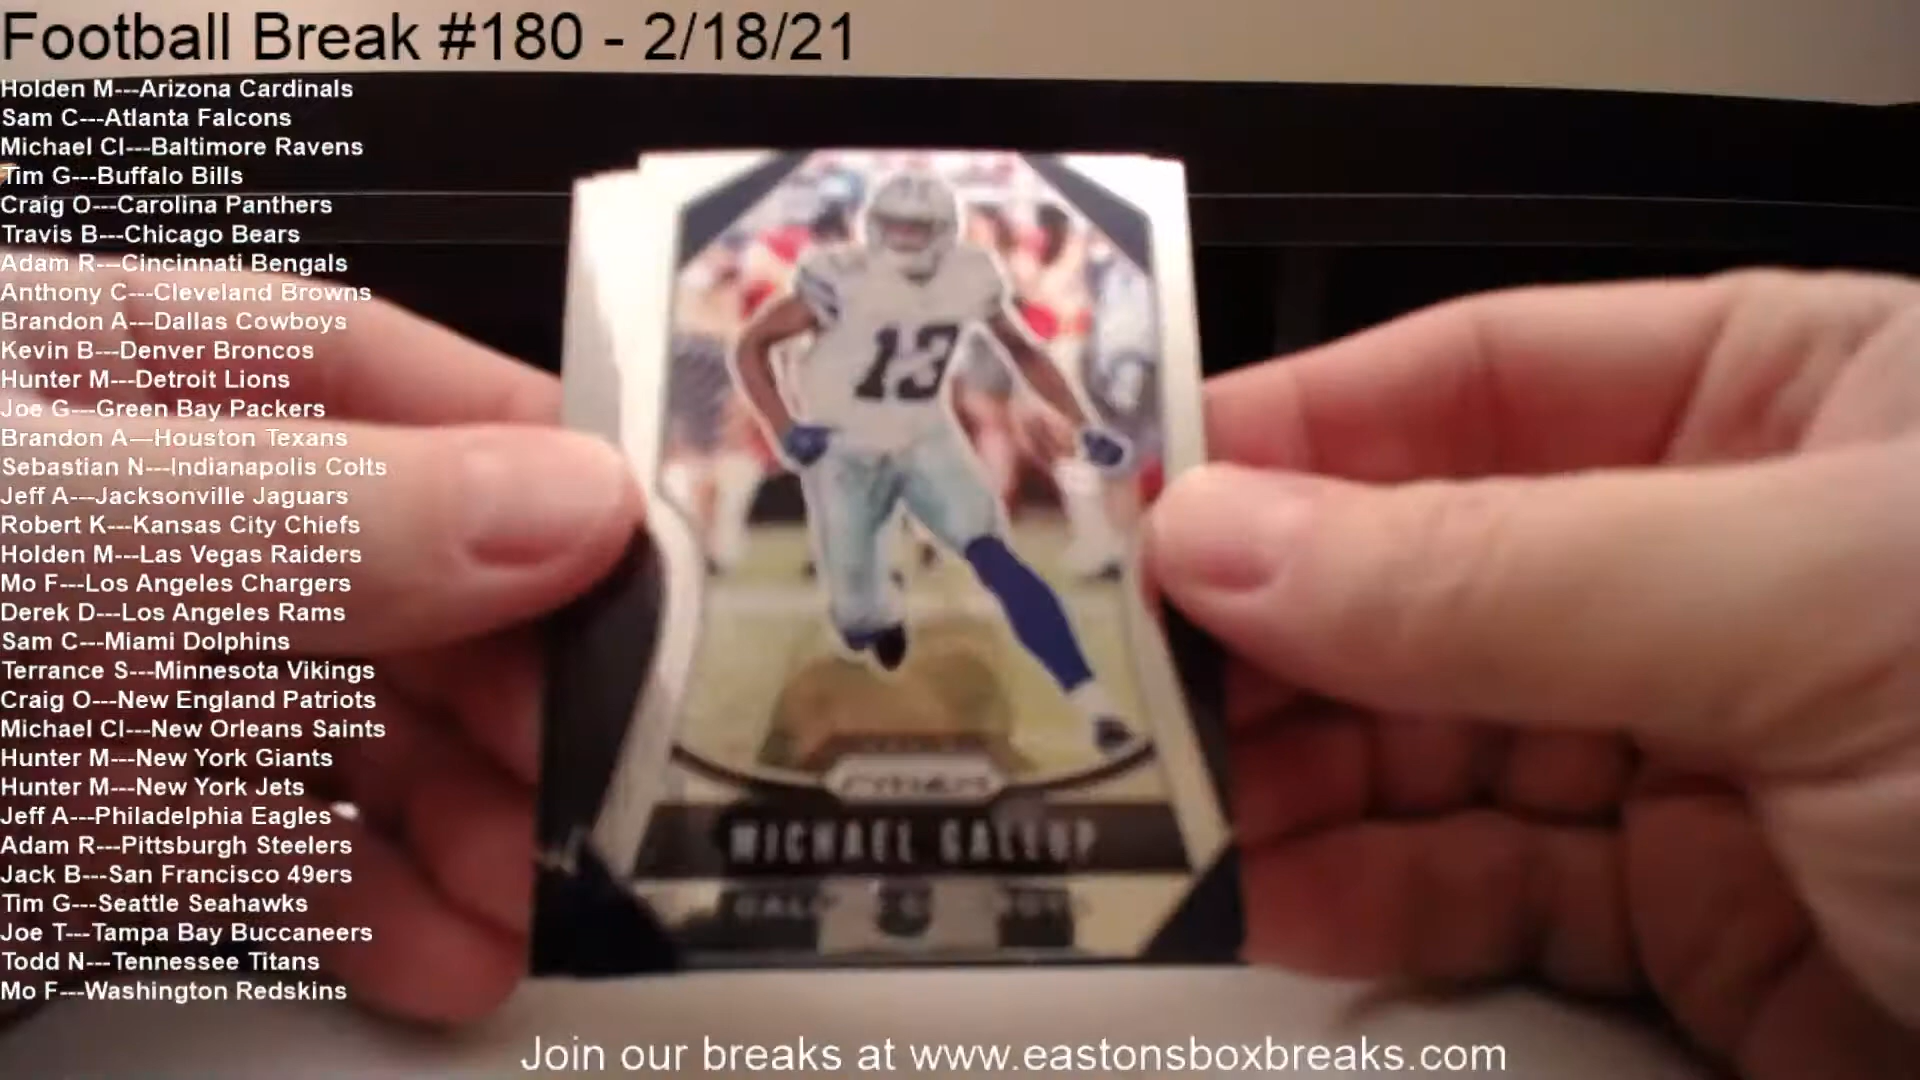 Football Break #180 - 2/18/21
Holden M---Arizona Cardinals
Sam C---Atlanta Falcons
Michael Cl---Baltimore Ravens
Tim G---Buffalo Bills
Craig O---Carolina Panthers
Travis B---Chicago Bears
Adam R---Cincinnati Bengals
Anthony C---Cleveland Browns
Brandon A---Dallas Cowboys
Kevin B---Denver Broncos
Hunter M---Detroit Lions
Joe G---Green Bay Packers
Brandon A---Houston Texans
Sebastian N---Indianapolis Colts
Jeff A---Jacksonville Jaguars
Robert K---Kansas City Chiefs
Holden M---Las Vegas Raiders
Mo F---Los Angeles Chargers
Derek D---Los Angeles Rams
Sam C---Miami Dolphins
Terrance S---Minnesota Vikings
Craig O---New England Patriots
Michael Cl---New Orleans Saints
Hunter M---New York Giants
Hunter M---New York Jets
Jeff A---Philadelphia Eagles
Adam R---Pittsburgh Steelers
Jack B---San Francisco 49ers
Tim G---Seattle Seahawks
Joe T---Tampa Bay Buccaneers
Todd N---Tennessee Titans
Mo F---Washington Redskins
13
PRIZM
MICHAEL GALLUP
Join our breaks at www.eastonsboxbreaks.com